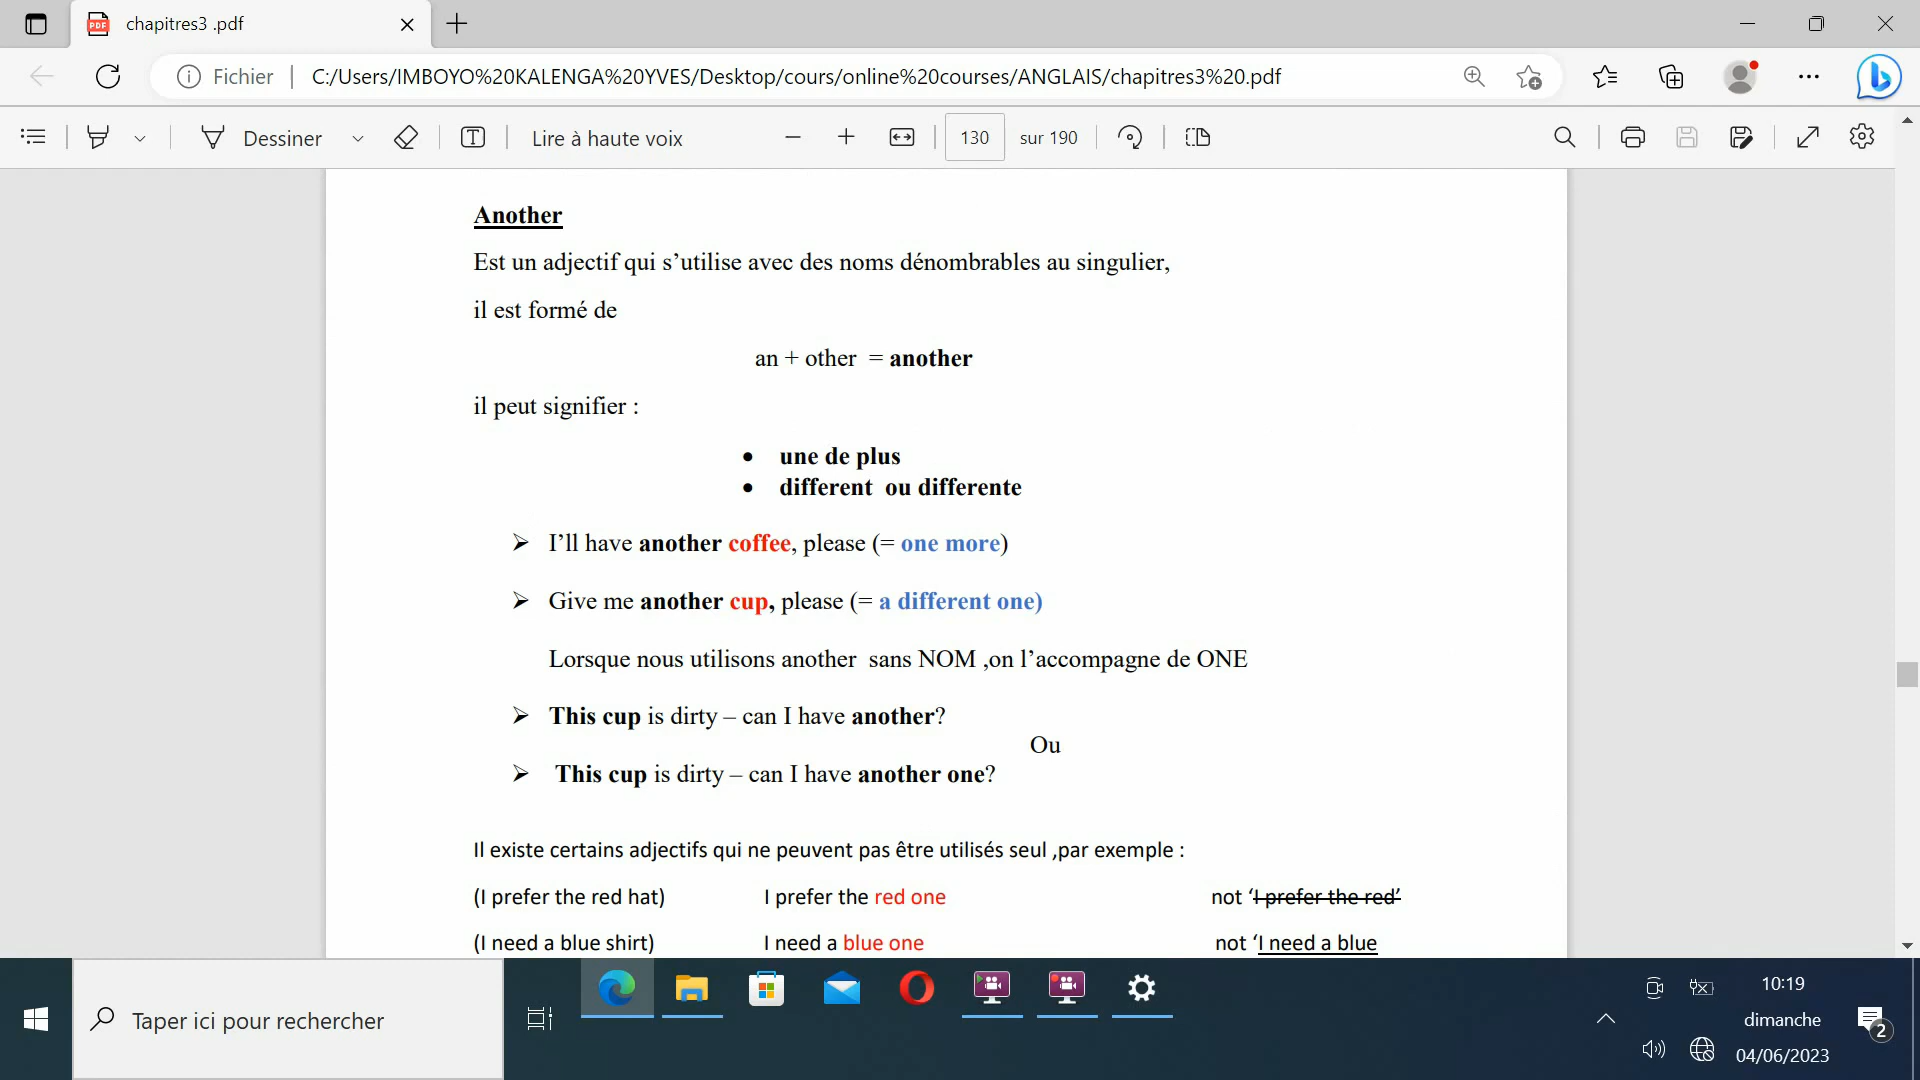 chapitres3 .pdf
Fichier
C:/Users/IMBOYO%20KALENGA%20YVES/Desktop/cours/online%20courses/ANGLAIS/chapitres3%20.pdf
Dessiner
Lire à haute voix
130 sur 190
Another
Est un adjectif qui s’utilise avec des noms dénombrables au singulier,
il est formé de
an + other = another
il peut signifier :
• une de plus
• different ou differente
➢ I’ll have another coffee, please (= one more)
➢ Give me another cup, please (= a different one)
Lorsque nous utilisons another sans NOM ,on l’accompagne de ONE
➢ This cup is dirty – can I have another?
Ou
➢ This cup is dirty – can I have another one?
Il existe certains adjectifs qui ne peuvent pas être utilisés seul ,par exemple :
(I prefer the red hat) I prefer the red one not ‘I prefer the red’
(I need a blue shirt) I need a blue one not ‘I need a blue
Taper ici pour rechercher
10:19
dimanche
04/06/2023
2